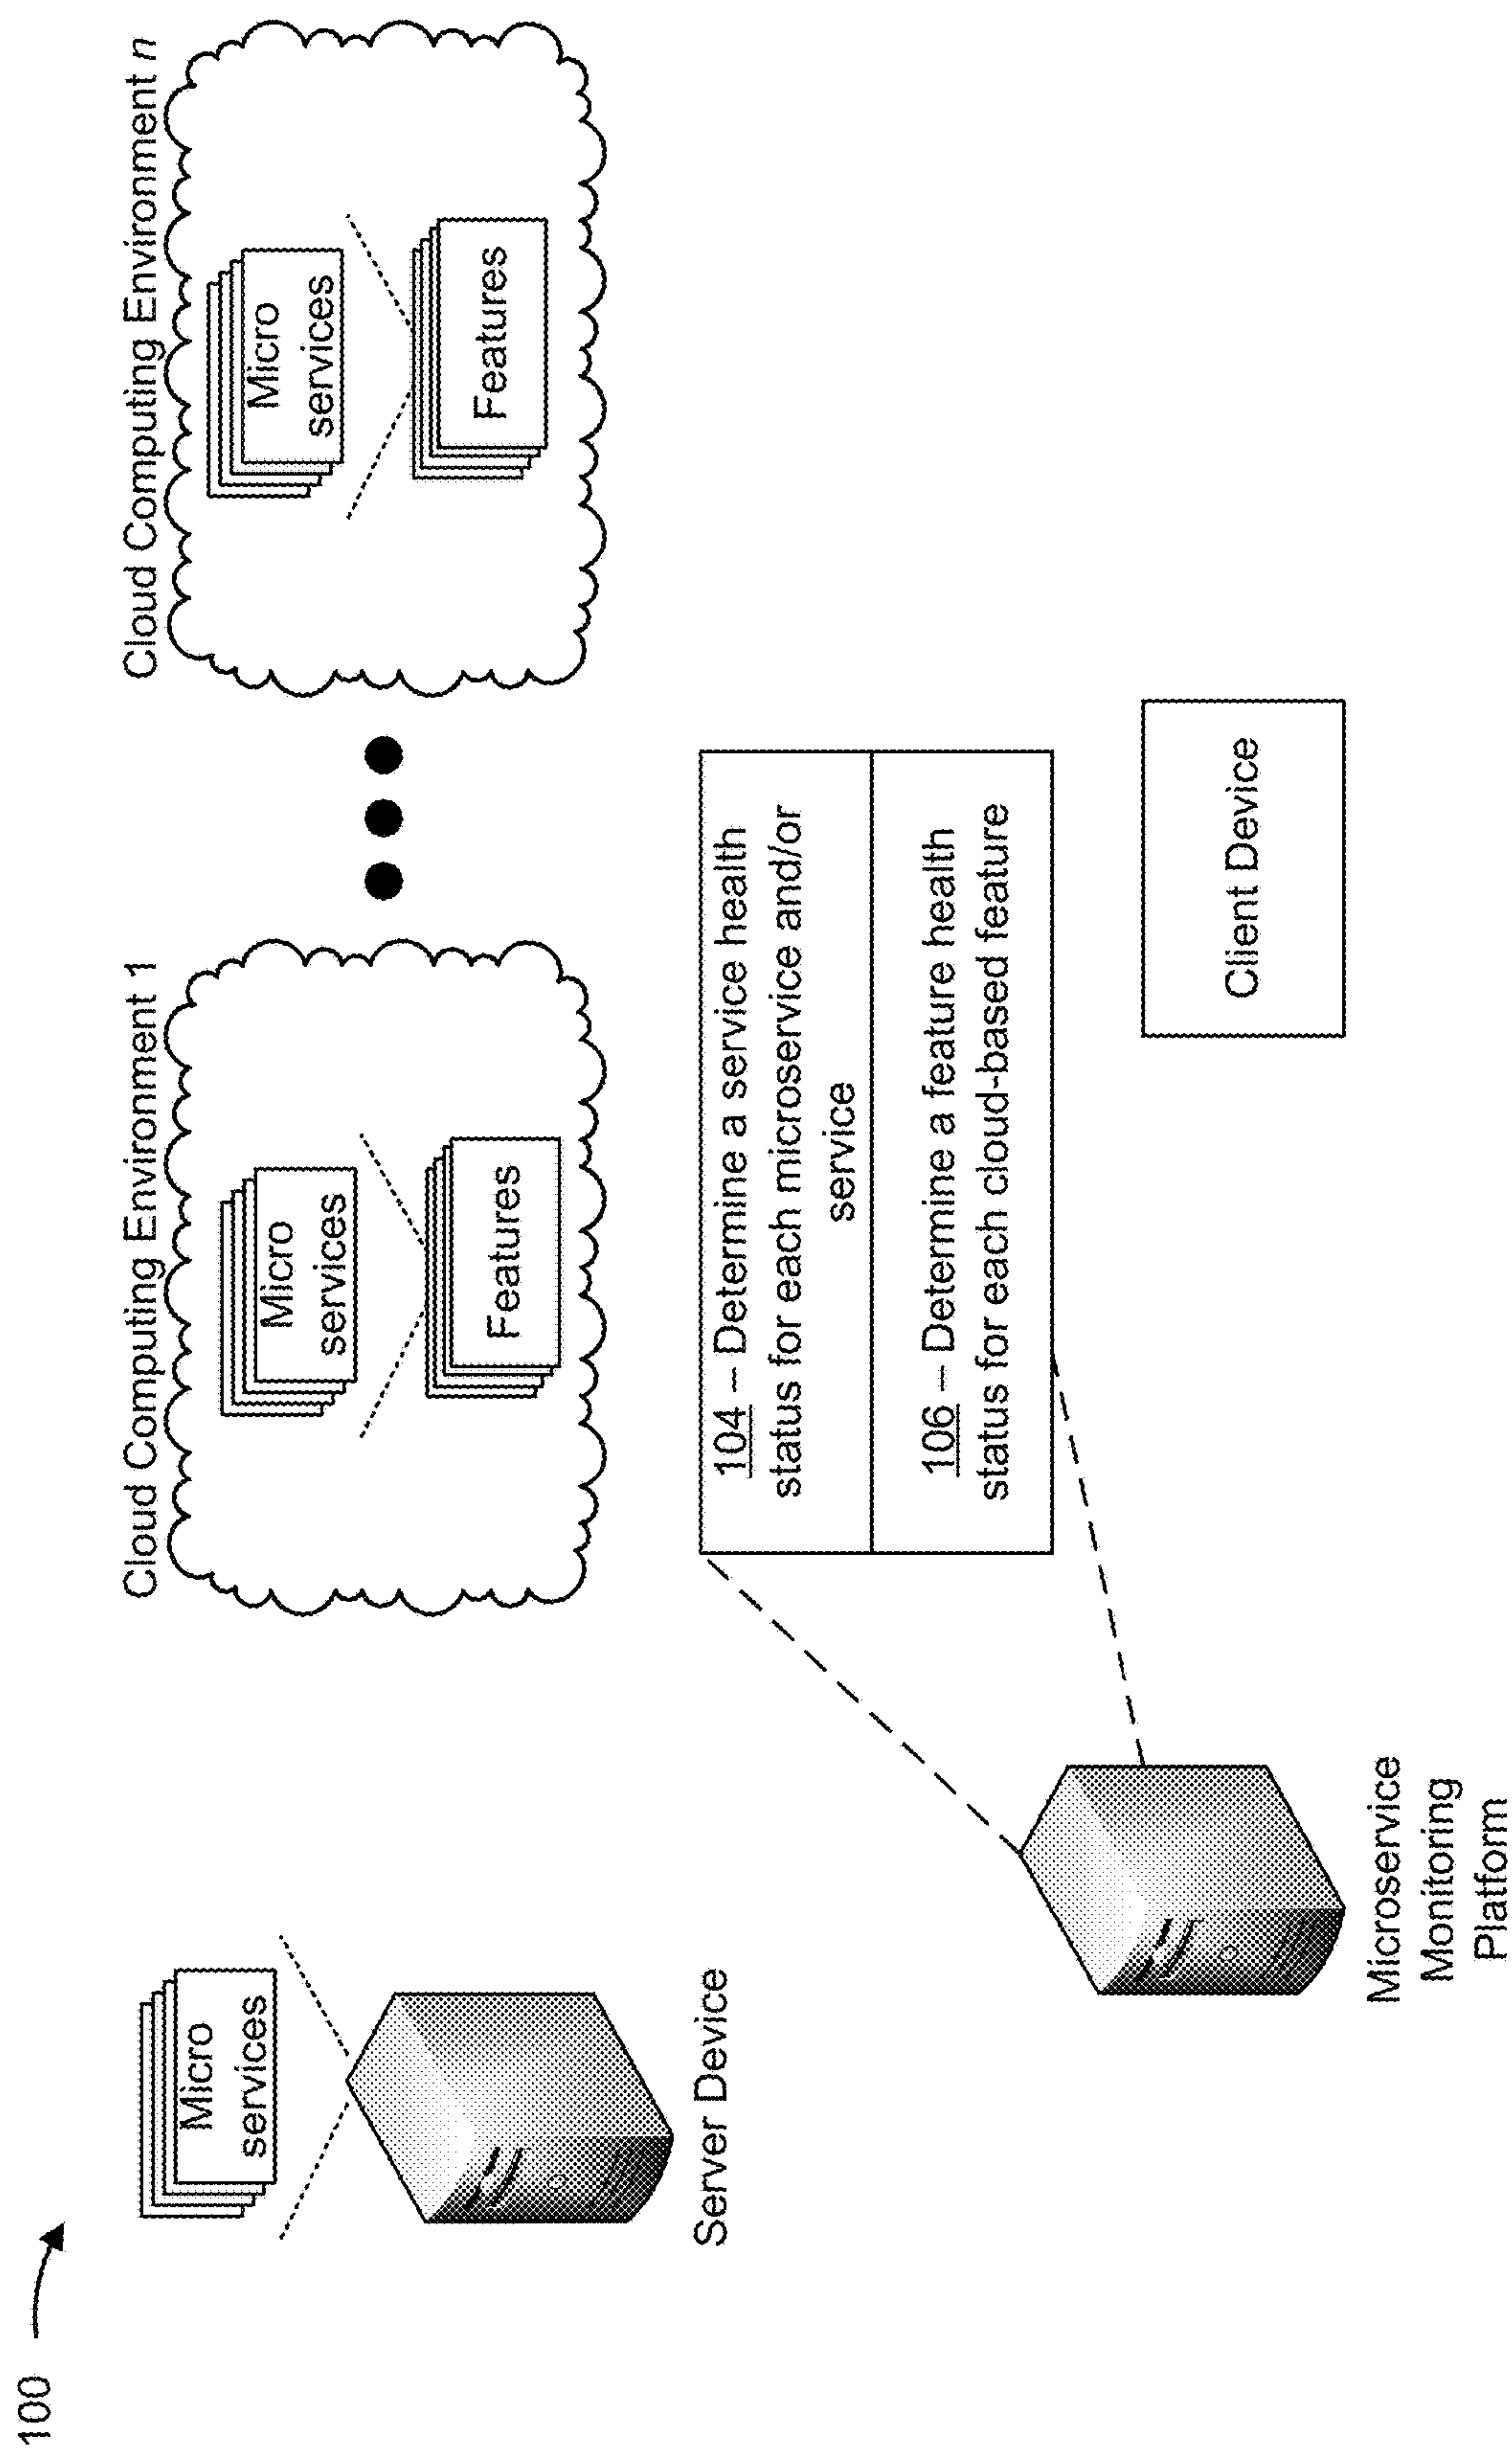 100
Micro
services
Server Device
Cloud Computing Environment 1
Micro
services
Features
Cloud Computing Environment n
Micro
services
Features
104 – Determine a service health
status for each microservice and/or
service
106 – Determine a feature health
status for each cloud-based feature
Microservice
Monitoring
Platform
Client Device